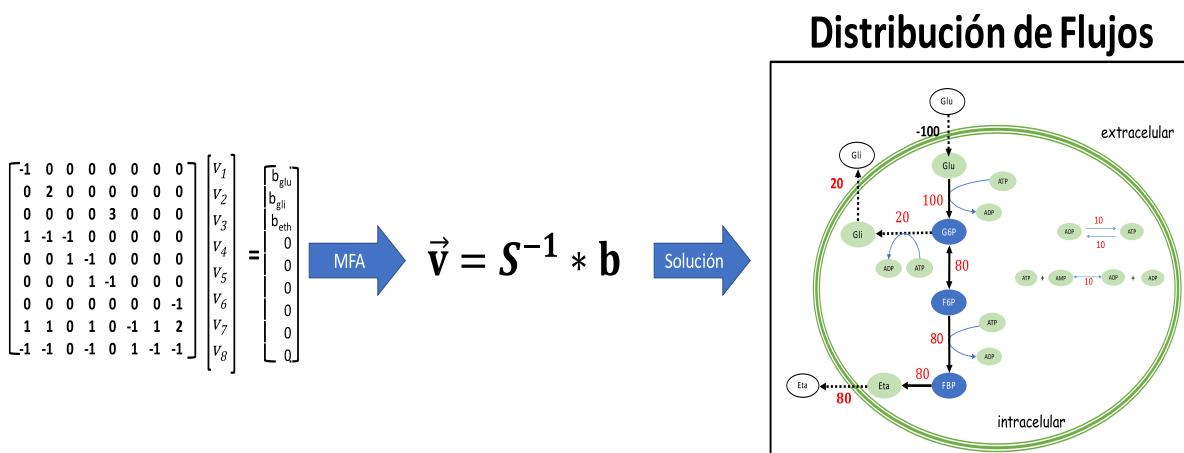 Distribución de Flujos
-1 0 0 0 0 0 0 0
0 2 0 0 0 0 0 0
0 0 0 0 3 0 0 0
1 -1 -1 0 0 0 0 0
0 0 1 -1 0 0 0 0
0 0 0 1 -1 0 0 0
0 0 0 0 0 0 0 -1
1 1 0 1 0 -1 1 2
-1 -1 0 -1 0 1 -1 -1
V1
V2
V3
V4
V5
V6
V7
V8
=
bglu
bgli
beth
0
0
0
0
0
0
MFA
v = S⁻¹ * b
Solución
Glu
-100
extracelular
Gli
Glu
20
ATP
100
ADP
Gli
20
G6P
ADP
ATP
ADP 10 ATP
10
80
ATP + AMP 10 ADP + ADP
F6P
ATP
80
ADP
Eta
80
Eta
80
FBP
intracelular